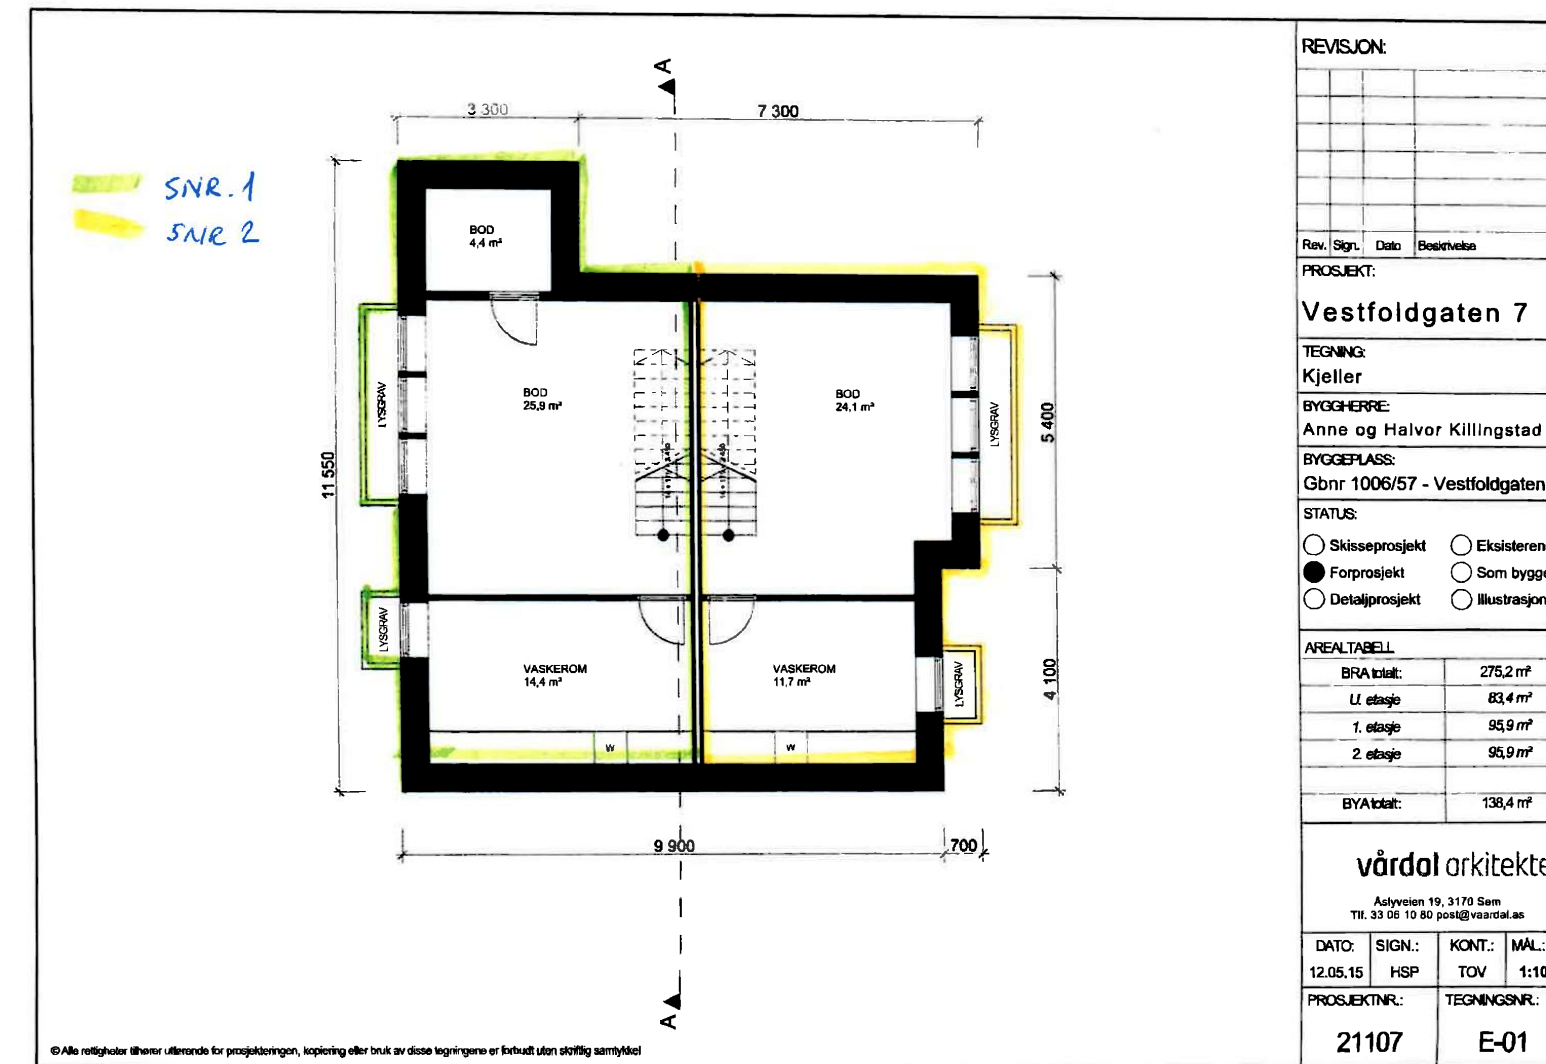 A
3 300
7 300
SNR. 1
SNR 2
BOD
4,4 m²
LYSGRAV
BOD
25,9 m²
BOD
24,1 m²
LYSGRAV
11 550
5 400
LYSGRAV
VASKEROM
14,4 m²
VASKEROM
11,7 m²
LYSGRAV
4 100
W
W
9 900
700
A
© Alle rettigheter tilhører utførende for prosjekteringen, kopiering eller bruk av disse tegningene er forbudt uten skriftlig samtykke!
REVISJON:
Rev. Sign. Dato Beskrivelse
PROSJEKT:
Vestfoldgaten 7
TEGNING:
Kjeller
BYGGHERRE:
Anne og Halvor Killingstad
BYGGEPLASS:
Gbnr 1006/57 - Vestfoldgaten
STATUS:
Skisseprosjekt Eksisteren
Forprosjekt Som bygge
Detaljprosjekt Illustrasjon
AREALTABELL
BRA totalt: 275,2 m²
U. etasje 83,4 m²
1. etasje 95,9 m²
2. etasje 95,9 m²
BYA totalt: 138,4 m²
vårdal arkitekte
Åslyveien 19, 3170 Sem
Tlf. 33 06 10 80 post@vaardal.as
DATO: SIGN.: KONT.: MÅL.:
12.05.15 HSP TOV 1:10
PROSJEKTNR.: TEGNINGSNR.:
21107 E-01